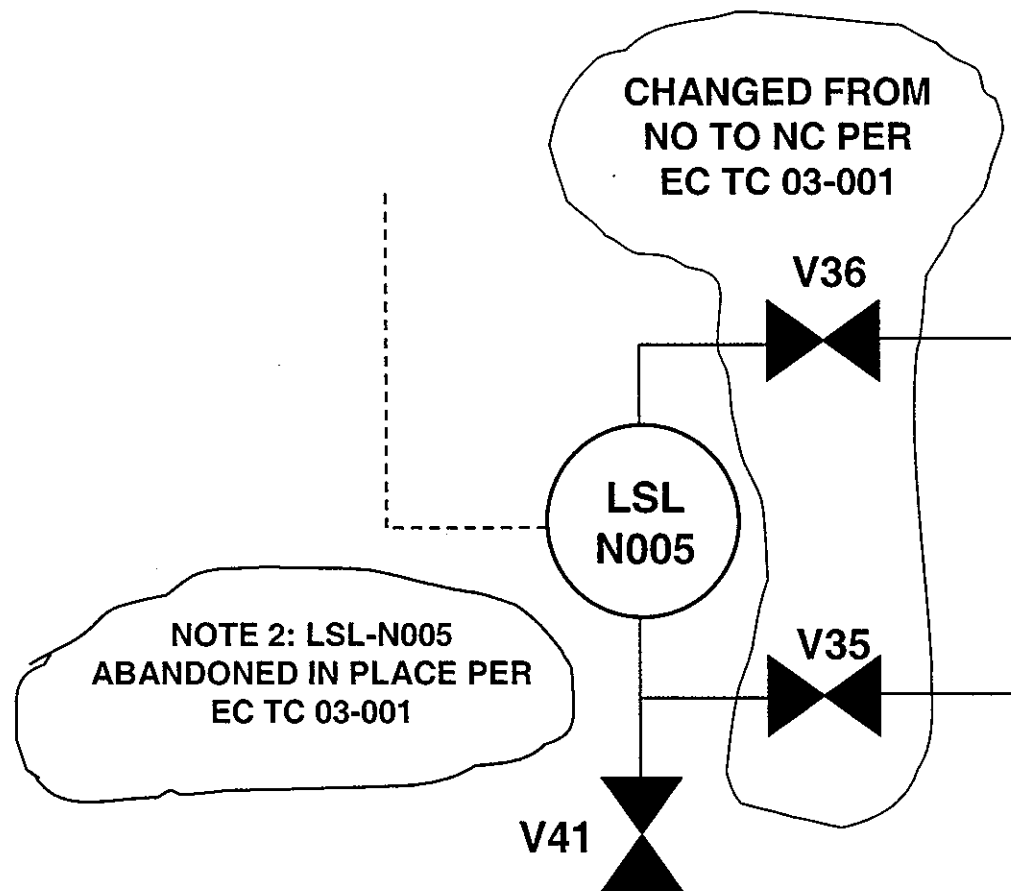 CHANGED FROM
NO TO NC PER
EC TC 03-001
V36
LSL
N005
NOTE 2: LSL-N005
ABANDONED IN PLACE PER
EC TC 03-001
V35
V41